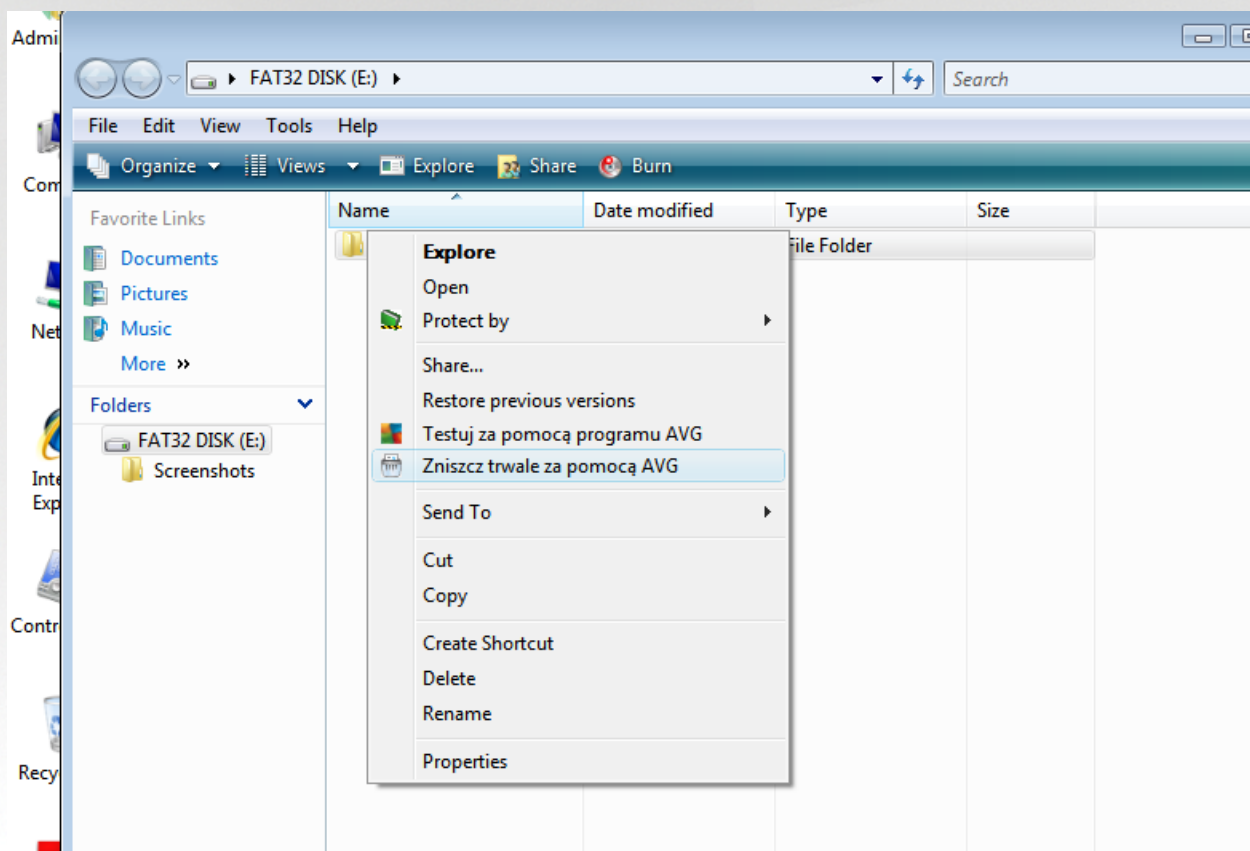 Admi
FAT32 DISK (E:)
Search
File Edit View Tools Help
Organize Views Explore Share Burn
Com
Favorite Links
Name Date modified Type Size
Documents
File Folder
Pictures
Music
More »
Net
Folders
FAT32 DISK (E:)
Screenshots
Inte
Exp
Contr
Recy
Explore
Open
Protect by
Share...
Restore previous versions
Testuj za pomocą programu AVG
Zniszcz trwale za pomocą AVG
Send To
Cut
Copy
Create Shortcut
Delete
Rename
Properties